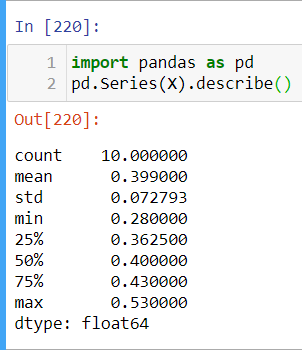 In [220]:
1 import pandas as pd
2 pd.Series(X).describe()
Out[220]:
count 10.000000
mean 0.399000
std 0.072793
min 0.280000
25% 0.362500
50% 0.400000
75% 0.430000
max 0.530000
dtype: float64